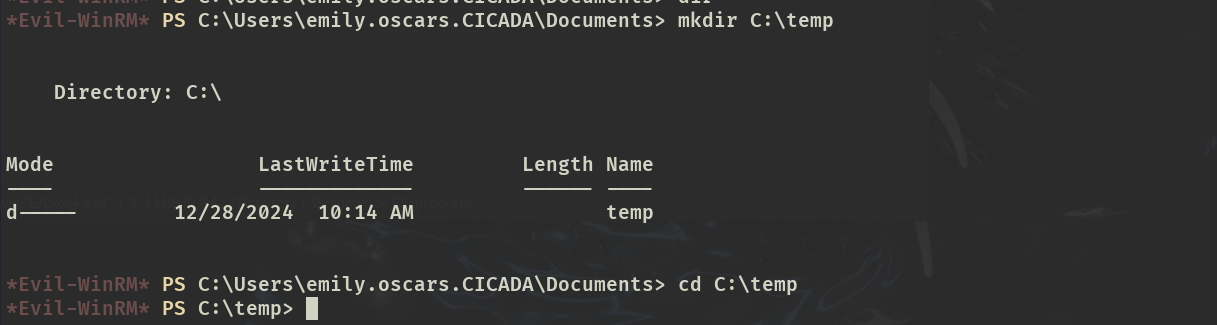 *Evil-WinRM* PS C:\Users\emily.oscars.CICADA\Documents> dir
*Evil-WinRM* PS C:\Users\emily.oscars.CICADA\Documents> mkdir C:\temp
Directory: C:\
Mode LastWriteTime Length Name
---- ------------- ------ ----
d----- 12/28/2024 10:14 AM temp
*Evil-WinRM* PS C:\Users\emily.oscars.CICADA\Documents> cd C:\temp
*Evil-WinRM* PS C:\temp>